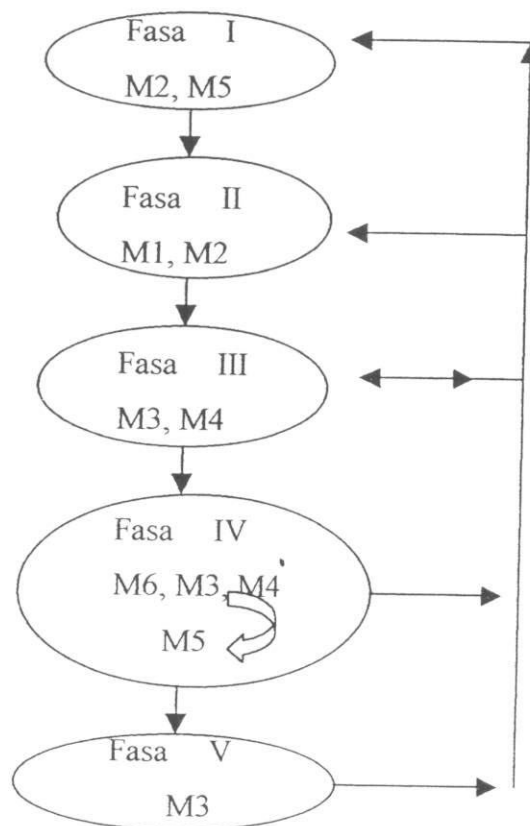 Fasa I
M2, M5
Fasa II
M1, M2
Fasa III
M3, M4
Fasa IV
M6, M3, M4
M5
Fasa V
M3